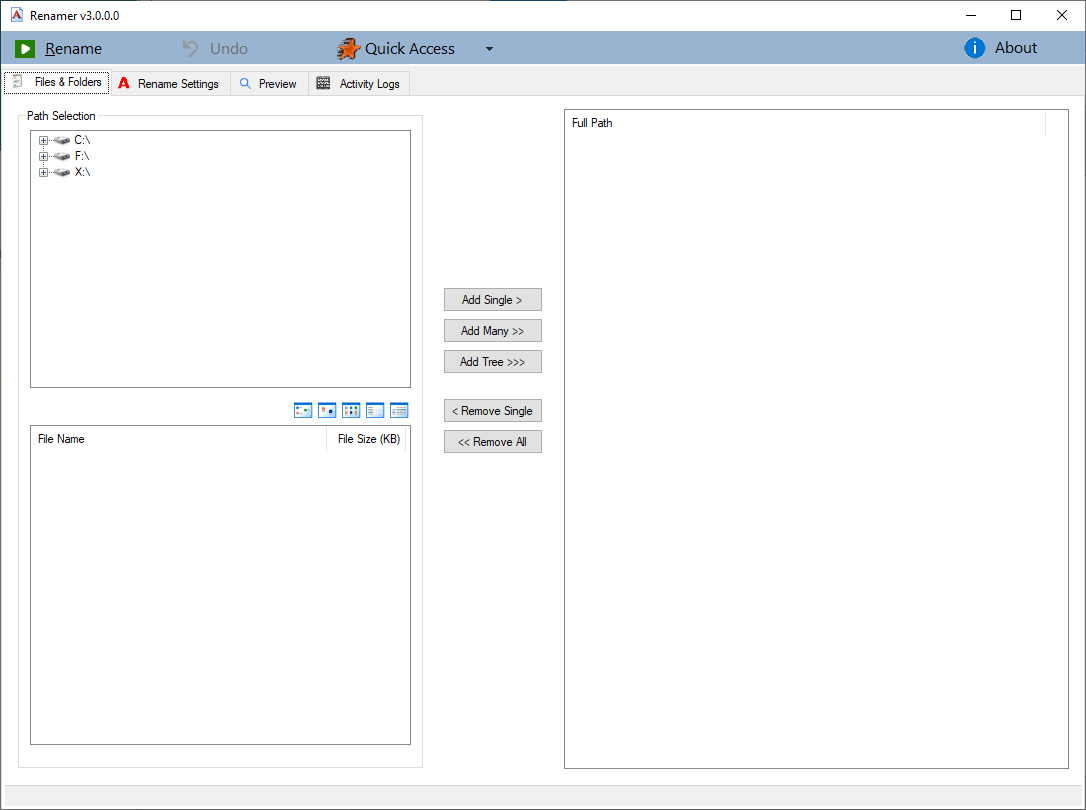 Renamer v3.0.0.0
Rename Undo Quick Access About
Files & Folders Rename Settings Preview Activity Logs
Path Selection
C:\
F:\
X:\
File Name File Size (KB)
Add Single >
Add Many >>
Add Tree >>>
< Remove Single
<< Remove All
Full Path